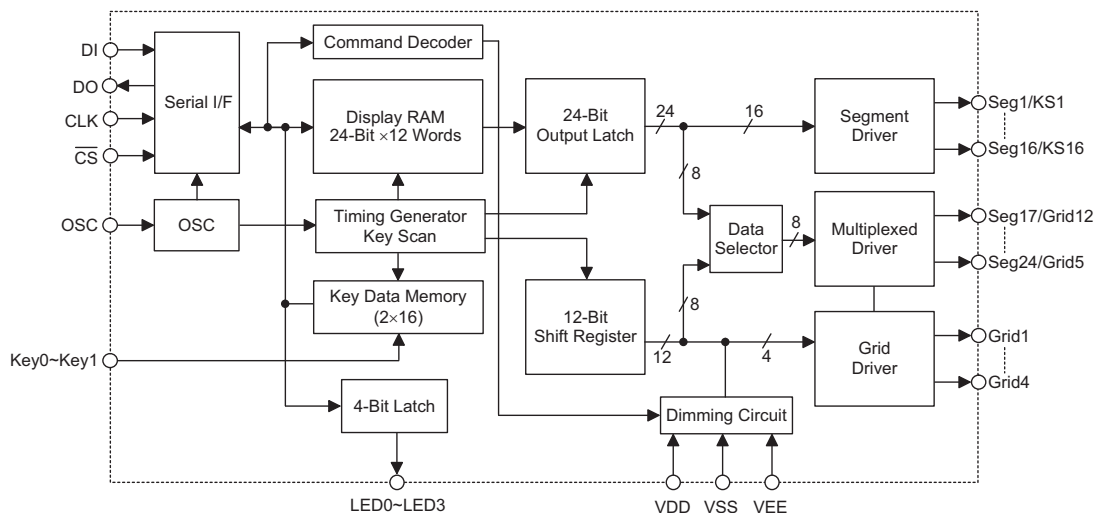 DI
DO
CLK
CS
OSC
Key0~Key1
Serial I/F
OSC
Command Decoder
Display RAM
24-Bit ×12 Words
Timing Generator
Key Scan
Key Data Memory
(2×16)
4-Bit Latch
LED0~LED3
24-Bit
Output Latch
12-Bit
Shift Register
24
16
8
8
12
4
Data
Selector
8
Dimming Circuit
VDD
VSS
VEE
Segment
Driver
Multiplexed
Driver
Grid
Driver
Seg1/KS1
Seg16/KS16
Seg17/Grid12
Seg24/Grid5
Grid1
Grid4